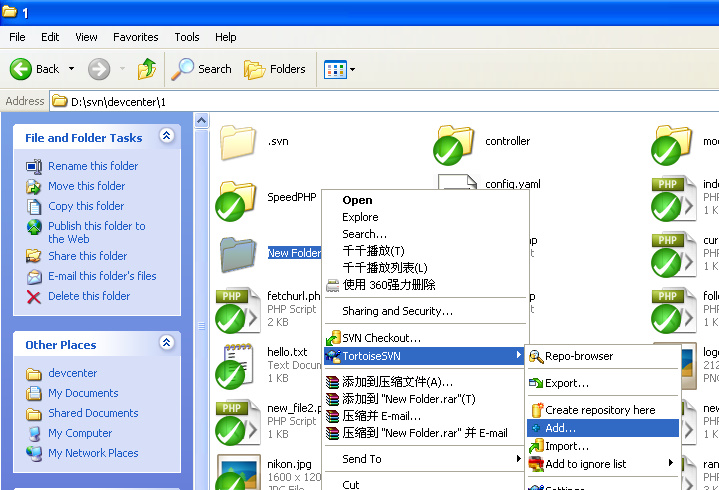 1
File Edit View Favorites Tools Help
Back Search Folders
Address D:\svn\devcenter\1
File and Folder Tasks
Rename this folder
Move this folder
Copy this folder
Publish this folder to
the Web
Share this folder
E-mail this folder's files
Delete this folder
Other Places
devcenter
My Documents
Shared Documents
My Computer
My Network Places
.svn
controller
SpeedPHP
config.yaml
New Folder
PHP
fetchurl.ph
PHP Script
2 KB
hello.txt
Text Docum
1 KB
PHP
new_file2.p
PHP Script
1 KB
nikon.jpg
1600 x 120
JPG File
Open
Explore
Search...
千千播放(T)
千千播放列表(L)
使用 360强力删除
Sharing and Security...
SVN Checkout...
TortoiseSVN
添加到压缩文件(A)...
添加到 "New Folder.rar"(T)
压缩并 E-mail...
压缩到 "New Folder.rar" 并 E-mail
Send To
Cut
Repo-browser
Export...
Create repository here
Add...
Import...
Add to ignore list
Settings
PHP
1 K
PHP
1 K
PHP
1 K
212
PNG
PHP
1 K